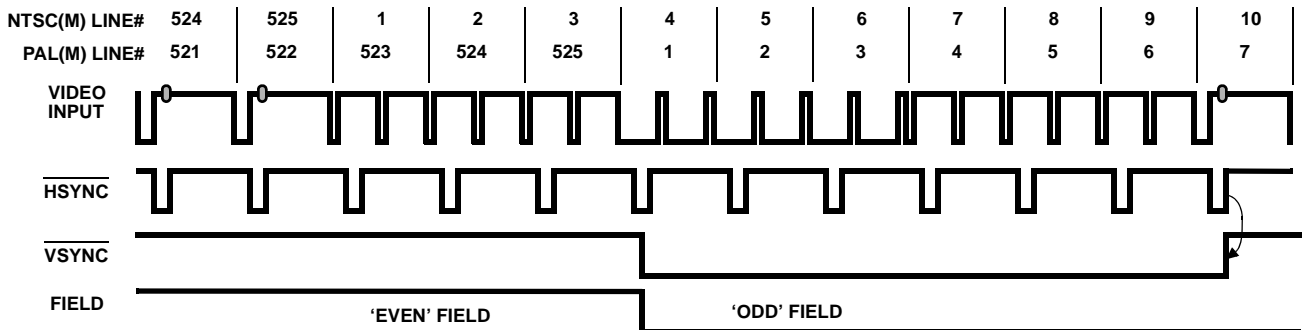 NTSC(M) LINE# 524 525 1 2 3 4 5 6 7 8 9 10
PAL(M) LINE# 521 522 523 524 525 1 2 3 4 5 6 7
VIDEO
INPUT
HSYNC
VSYNC
FIELD
‘EVEN’ FIELD ‘ODD’ FIELD